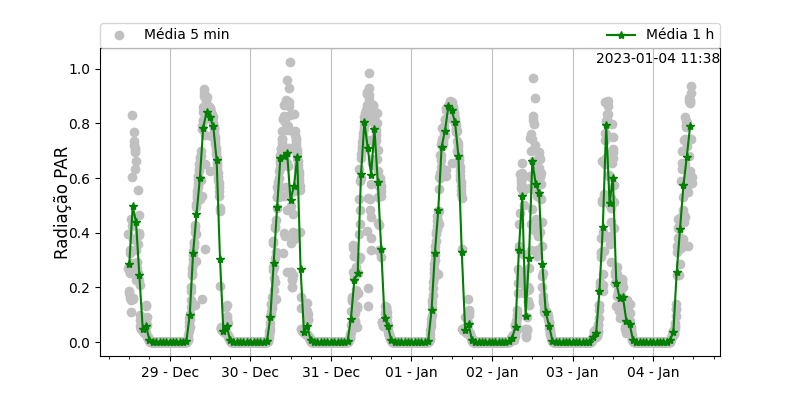 Média 5 min
Média 1 h
2023-01-04 11:38
Radiação PAR
1.0
0.8
0.6
0.4
0.2
0.0
29 - Dec
30 - Dec
31 - Dec
01 - Jan
02 - Jan
03 - Jan
04 - Jan